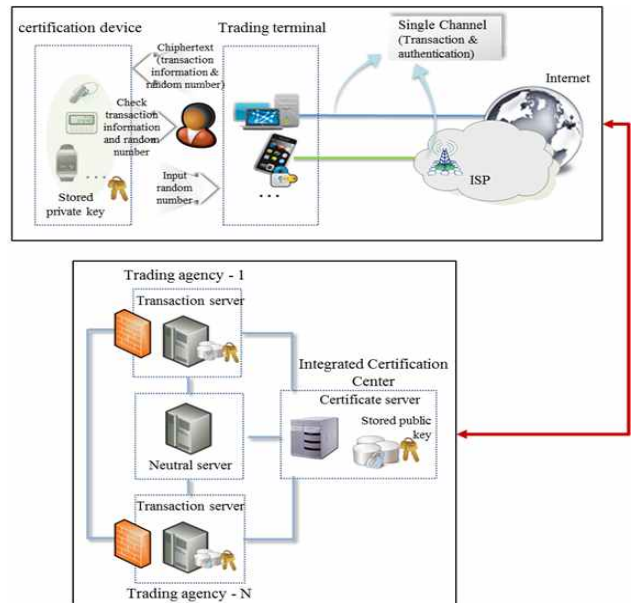 certification device
Trading terminal
Single Channel
(Transaction &
authentication)
Chiphertext
(transaction
information &
random number)
Internet
Check
transaction
information
and random
number
Input
random
number
. . .
. . .
Stored
private key
ISP
Trading agency - 1
Transaction server
Integrated Certification
Center
Certificate server
Stored public
key
Neutral server
Transaction server
Trading agency - N